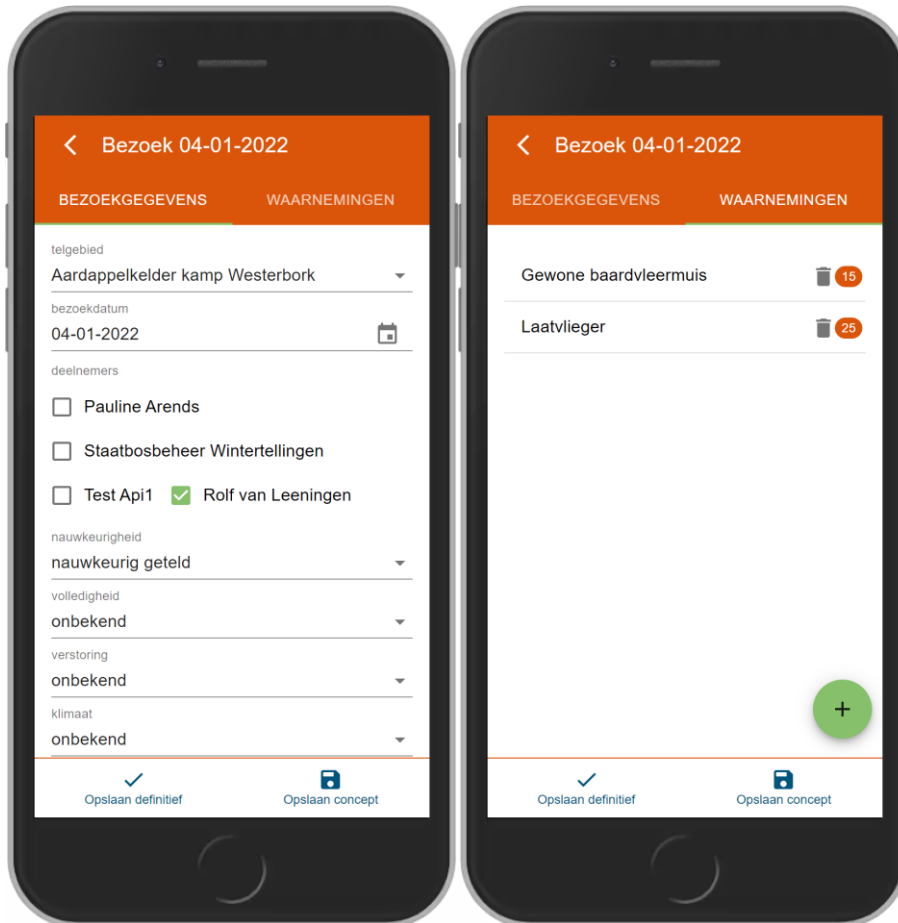 Bezoek 04-01-2022
BEZOEKGEGEVENS WAARNEMINGEN
telgebied
Aardappelkelder kamp Westerbork
bezoekdatum
04-01-2022
deelnemers
Pauline Arends
Staatbosbeheer Wintertellingen
Test Api1 Rolf van Leeningen
nauwkeurigheid
nauwkeurig geteld
volledigheid
onbekend
verstoring
onbekend
klimaat
onbekend
Opslaan definitief Opslaan concept
Bezoek 04-01-2022
BEZOEKGEGEVENS WAARNEMINGEN
Gewone baardvleermuis 15
Laatvlieger 25
+
Opslaan definitief Opslaan concept